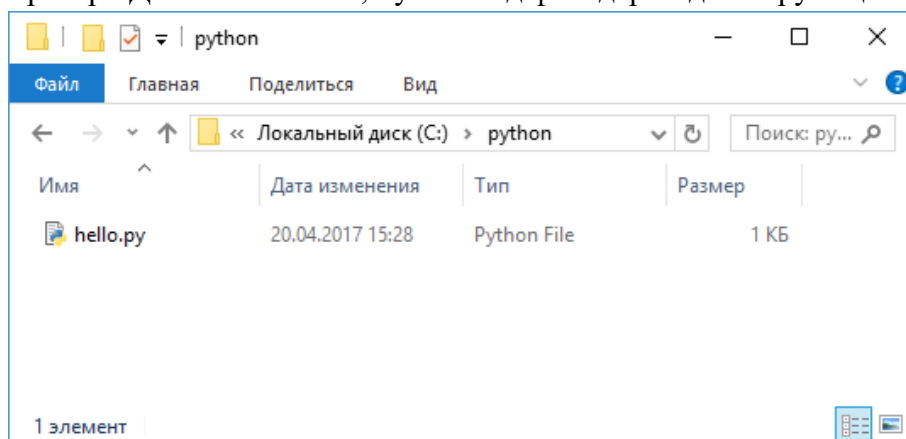 python
Файл Главная Поделиться Вид
« Локальный диск (C:) › python Поиск: py...
Имя Дата изменения Тип Размер
hello.py 20.04.2017 15:28 Python File 1 КБ
1 элемент